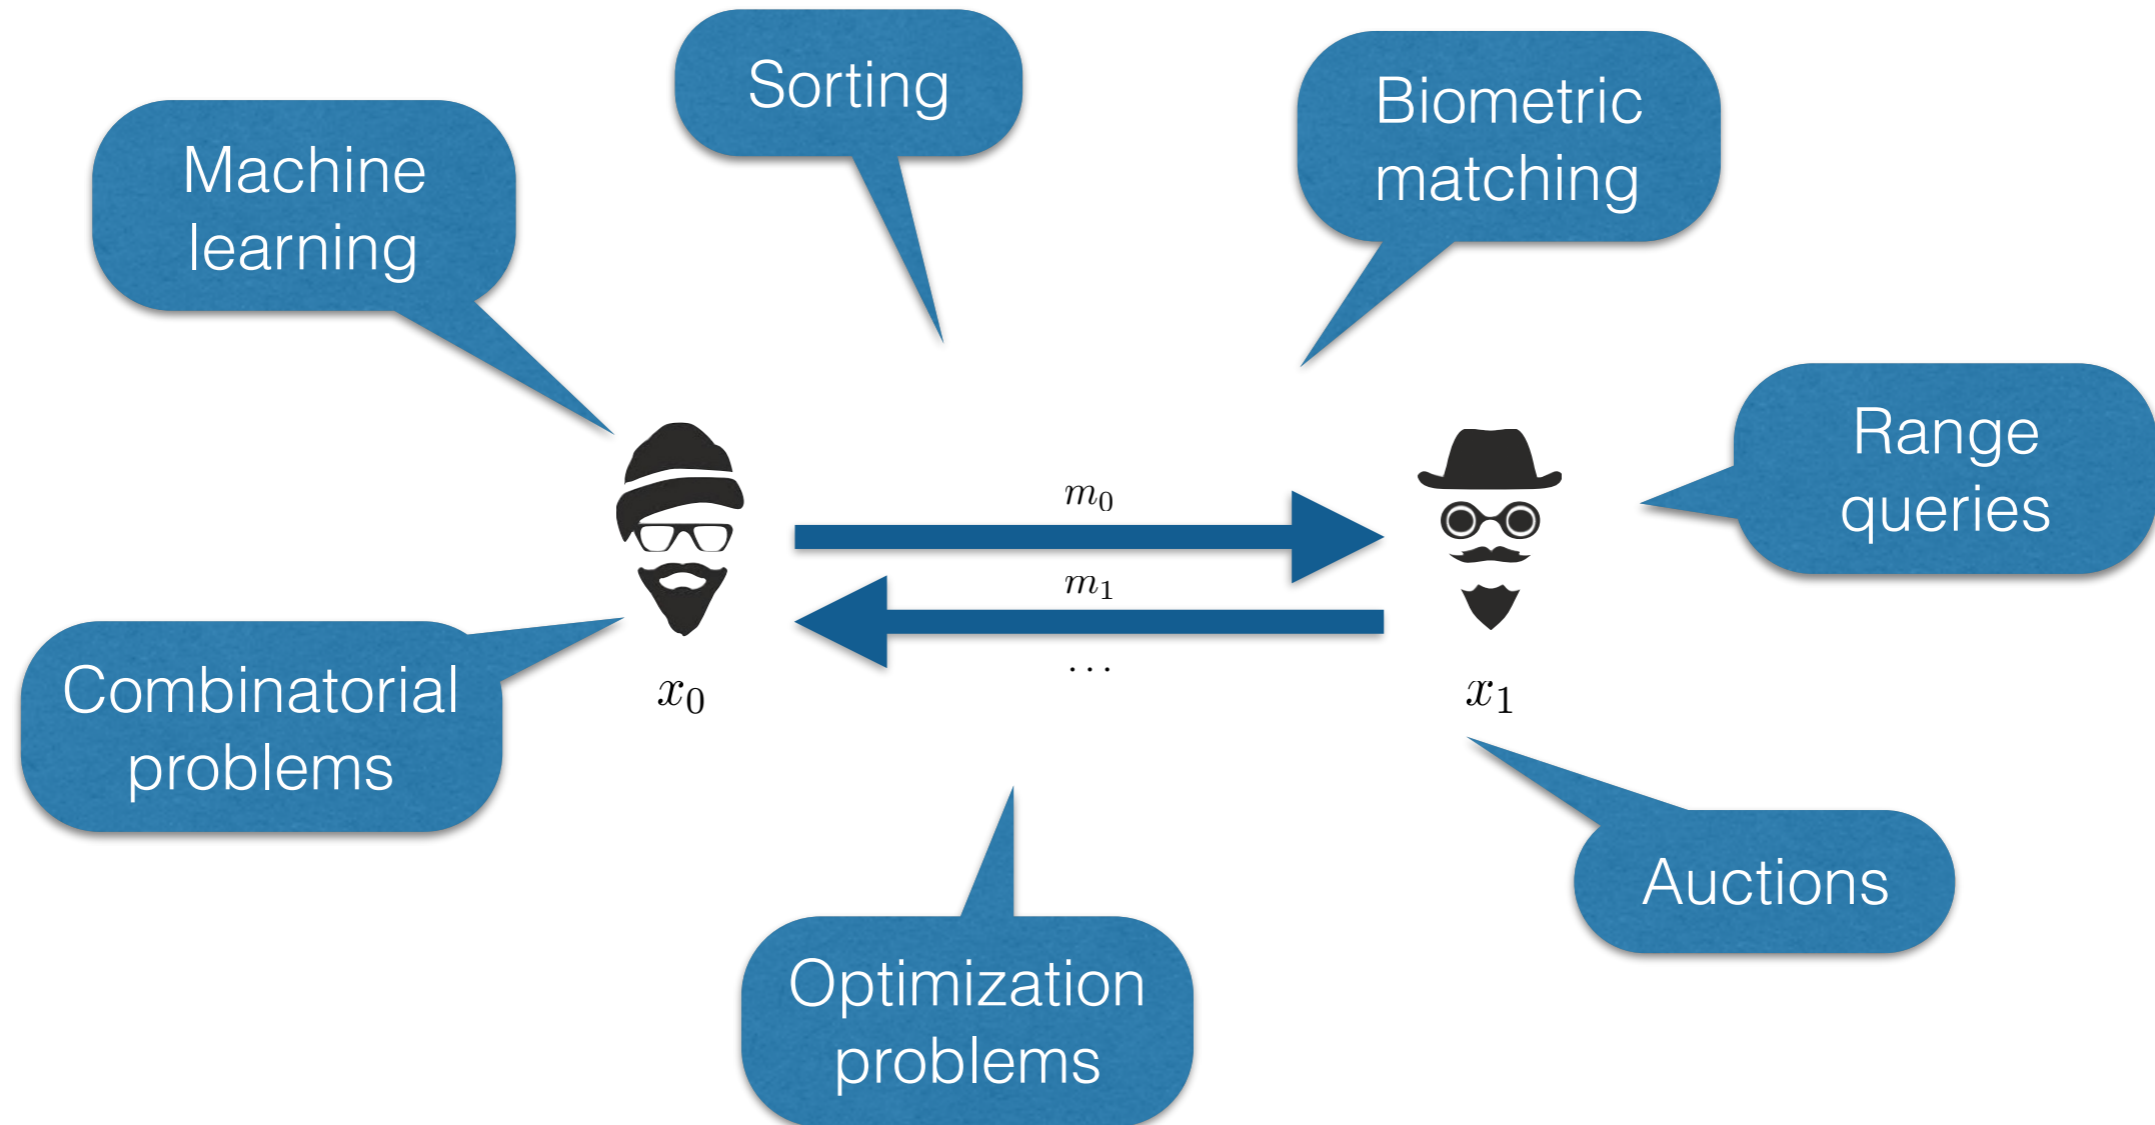 Sorting
Biometric
matching
Machine
learning
Range
queries
m₀
m₁
...
x₀
x₁
Combinatorial
problems
Auctions
Optimization
problems